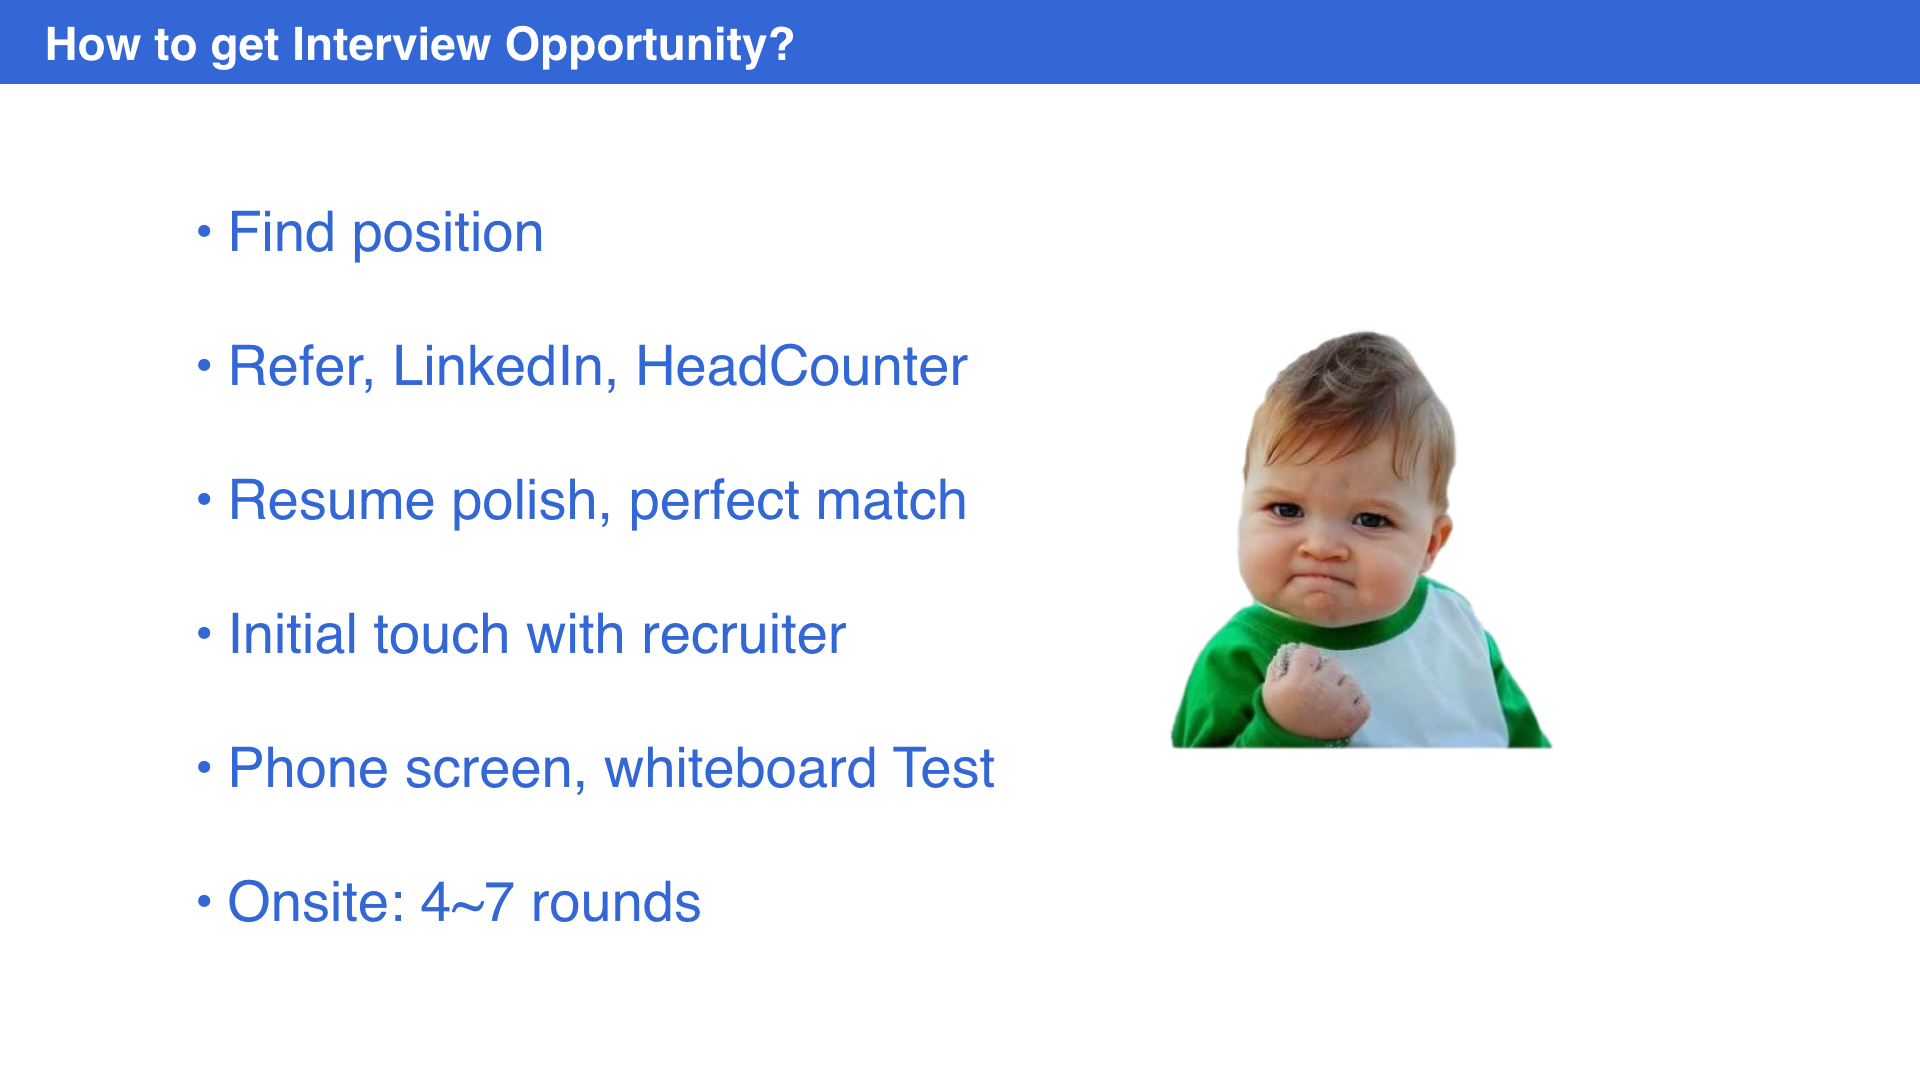 How to get Interview Opportunity?
• Find position
• Refer, LinkedIn, HeadCounter
• Resume polish, perfect match
• Initial touch with recruiter
• Phone screen, whiteboard Test
• Onsite: 4~7 rounds